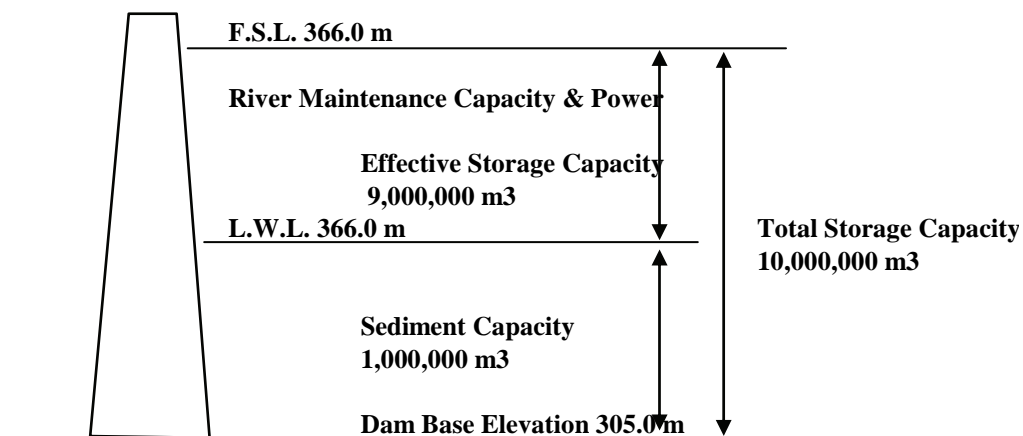 F.S.L. 366.0 m
River Maintenance Capacity & Power
Effective Storage Capacity
9,000,000 m3
L.W.L. 366.0 m
Total Storage Capacity
10,000,000 m3
Sediment Capacity
1,000,000 m3
Dam Base Elevation 305.0 m